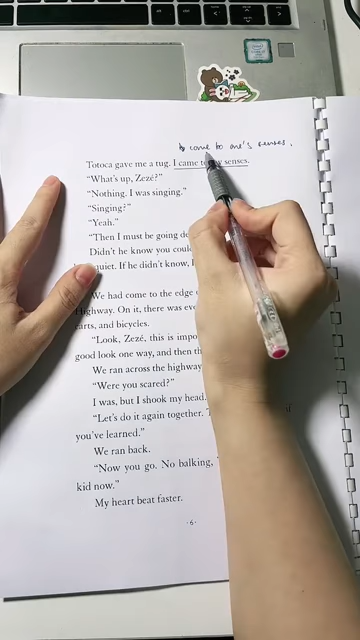 to come to one's senses.
Totoca gave me a tug. I came to my senses.
"What's up, Zezé?"
"Nothing. I was singing."
"Singing?"
"Yeah."
"Then I must be going de
Didn't he know you coul
quiet. If he didn't know, I
We had come to the edge
Highway. On it, there was eve
carts, and bicycles.
"Look, Zezé, this is impo
good look one way, and then th
We ran across the highway
"Were you scared?"
I was, but I shook my head.
"Let's do it again together.
you've learned."
We ran back.
"Now you go. No balking,
kid now."
My heart beat faster.
·6·